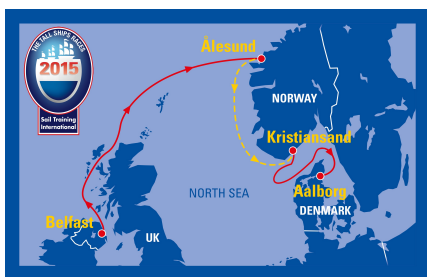 THE TALL SHIPS RACES
2015
Sail Training
International
Ålesund
NORWAY
Kristiansand
NORTH SEA
Aalborg
DENMARK
Belfast
UK